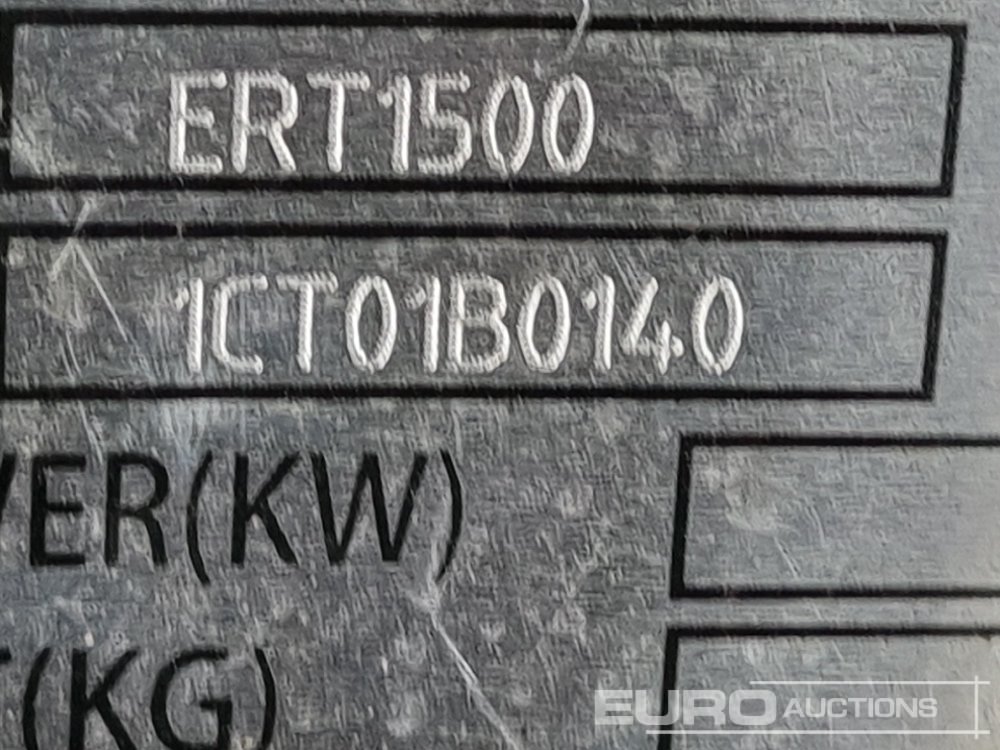 ERT1500
1CT01B0140
VER(KW)
T(KG)
EURO AUCTIONS